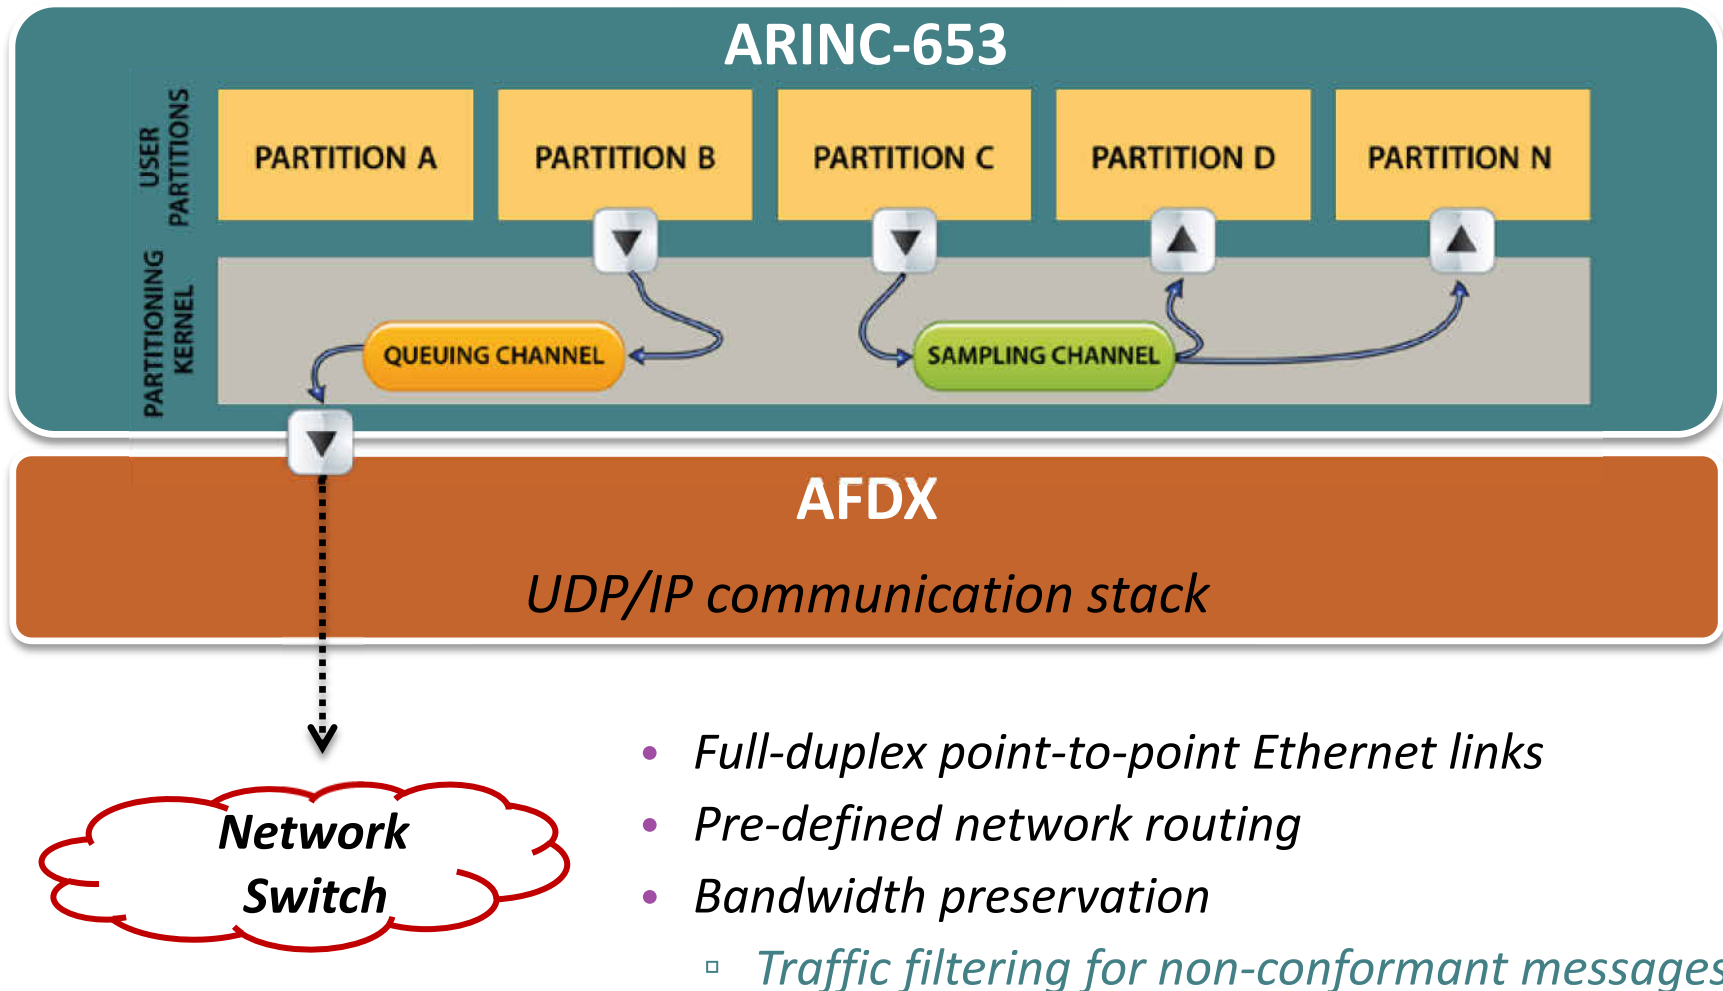 ARINC-653
USER
PARTITIONS
PARTITION A
PARTITION B
PARTITION C
PARTITION D
PARTITION N
PARTITIONING
KERNEL
QUEUING CHANNEL
SAMPLING CHANNEL
AFDX
UDP/IP communication stack
Network
Switch
• Full-duplex point-to-point Ethernet links
• Pre-defined network routing
• Bandwidth preservation
▫ Traffic filtering for non-conformant messages